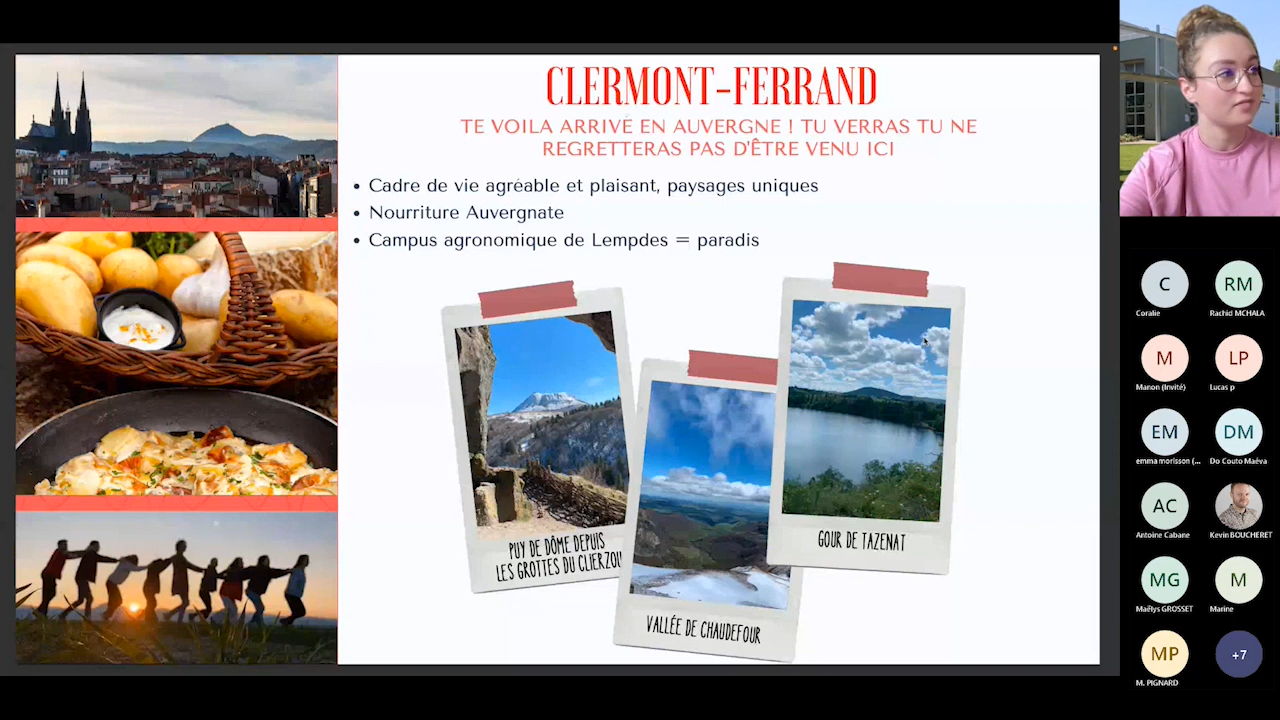 CLERMONT-FERRAND
TE VOILA ARRIVÉ EN AUVERGNE ! TU VERRAS TU NE
REGRETTERAS PAS D'ÊTRE VENU ICI
• Cadre de vie agréable et plaisant, paysages uniques
• Nourriture Auvergnate
• Campus agronomique de Lempdes = paradis
PUY DE DÔME DEPUIS
LES GROTTES DU CLIERZOU
VALLÉE DE CHAUDEFOUR
GOUR DE TAZENAT
C
Coralie
RM
Rachid MCHALA
M
Manon (Invité)
LP
Lucas p
EM
emma morisson (...
DM
Do Couto Maéva
AC
Antoine Cabane
Kevin BOUCHERET
MG
Maëlys GROSSET
M
Marine
MP
M. PIGNARD
+7